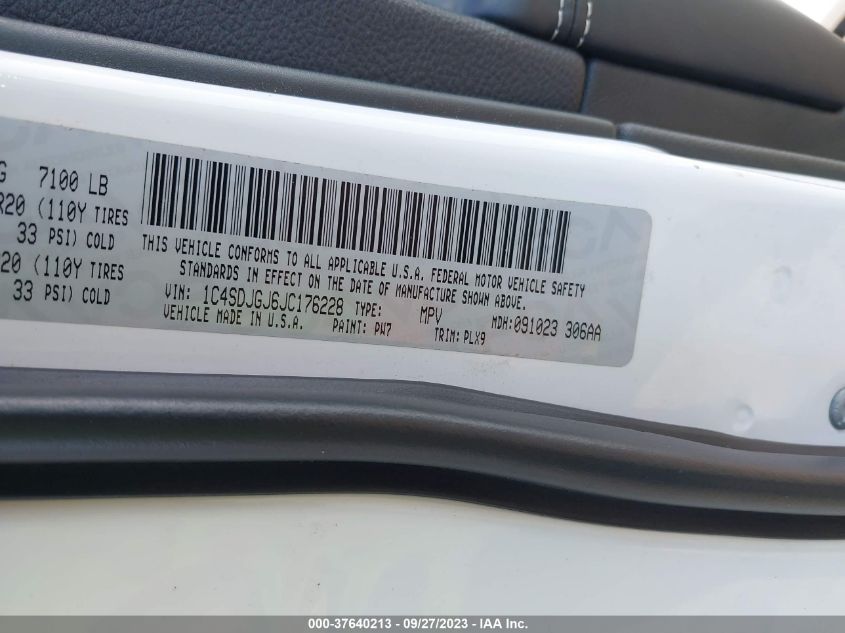 G 7100 LB
R20 (110Y TIRES
33 PSI) COLD
20 (110Y TIRES
33 PSI) COLD
THIS VEHICLE CONFORMS TO ALL APPLICABLE U.S.A. FEDERAL MOTOR VEHICLE SAFETY
STANDARDS IN EFFECT ON THE DATE OF MANUFACTURE SHOWN ABOVE.
VIN: 1C4SDJGJ6JC176228 TYPE: MPV MDH:091023 306AA
VEHICLE MADE IN U.S.A. PAINT: PW7 TRIM: PLX9
000-37640213 - 09/27/2023 - IAA Inc.